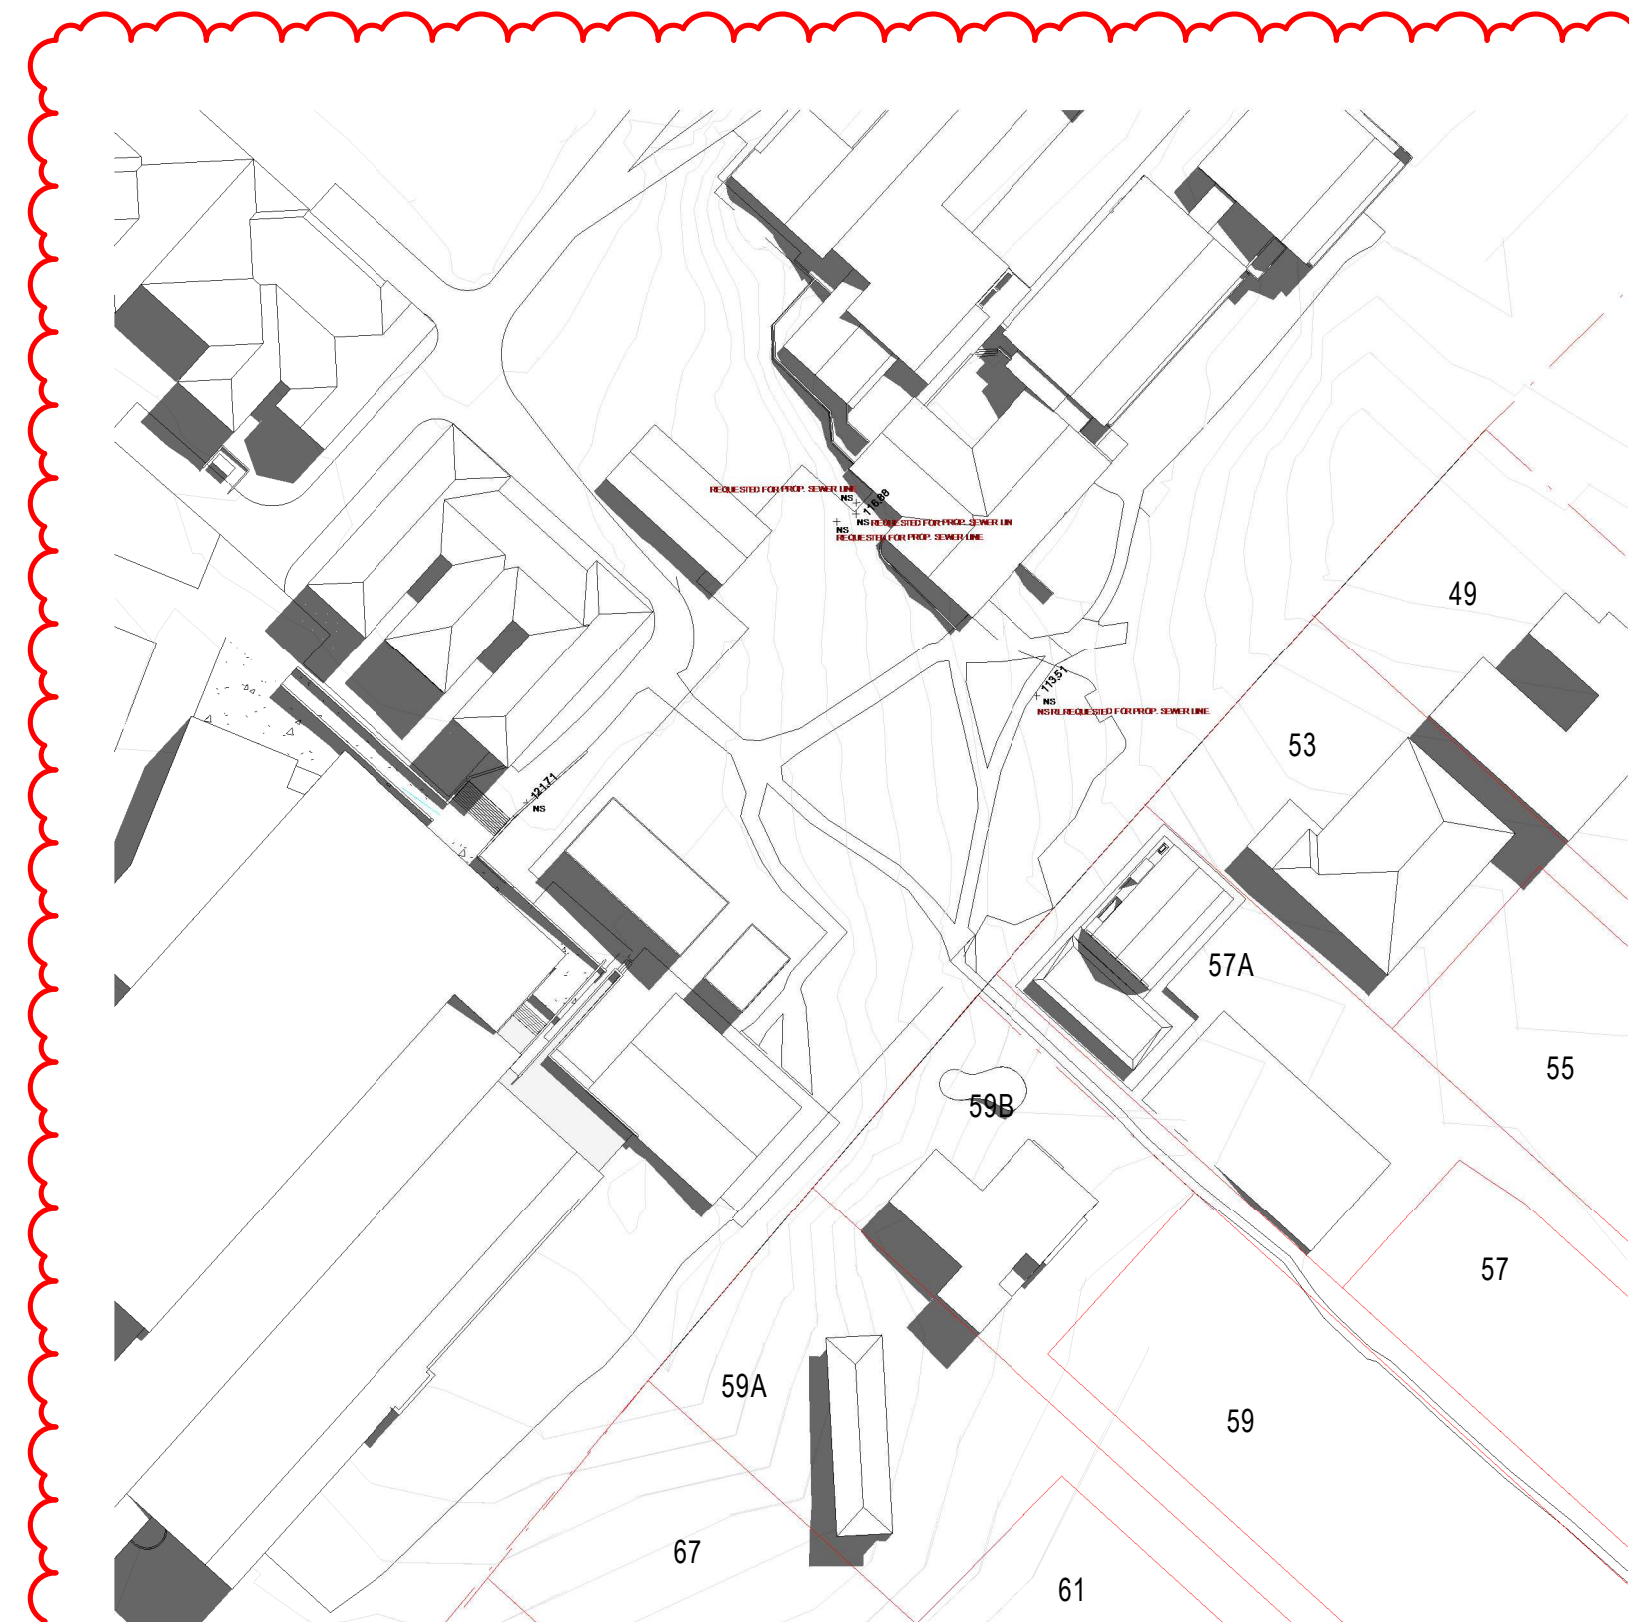 REQUESTED FOR PROP. SEWER LINE
NS
116.88
NS REQUESTED FOR PROP. SEWER LIN
NS
REQUESTED FOR PROP. SEWER LINE
49
113.51
NS
NS RL REQUESTED FOR PROP. SEWER LINE
53
121.71
NS
57A
55
59B
57
59A
59
67
61